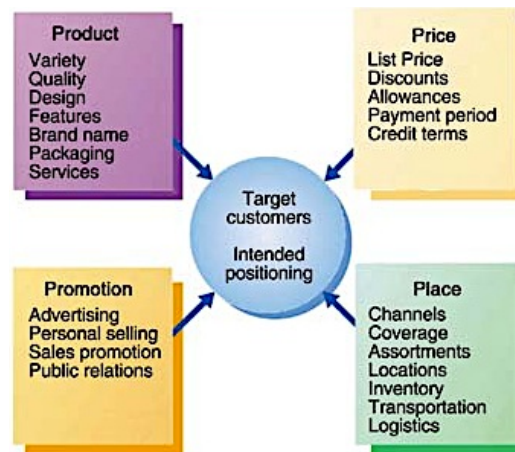 Product
Variety
Quality
Design
Features
Brand name
Packaging
Services
Price
List Price
Discounts
Allowances
Payment period
Credit terms
Target
customers
Intended
positioning
Promotion
Advertising
Personal selling
Sales promotion
Public relations
Place
Channels
Coverage
Assortments
Locations
Inventory
Transportation
Logistics